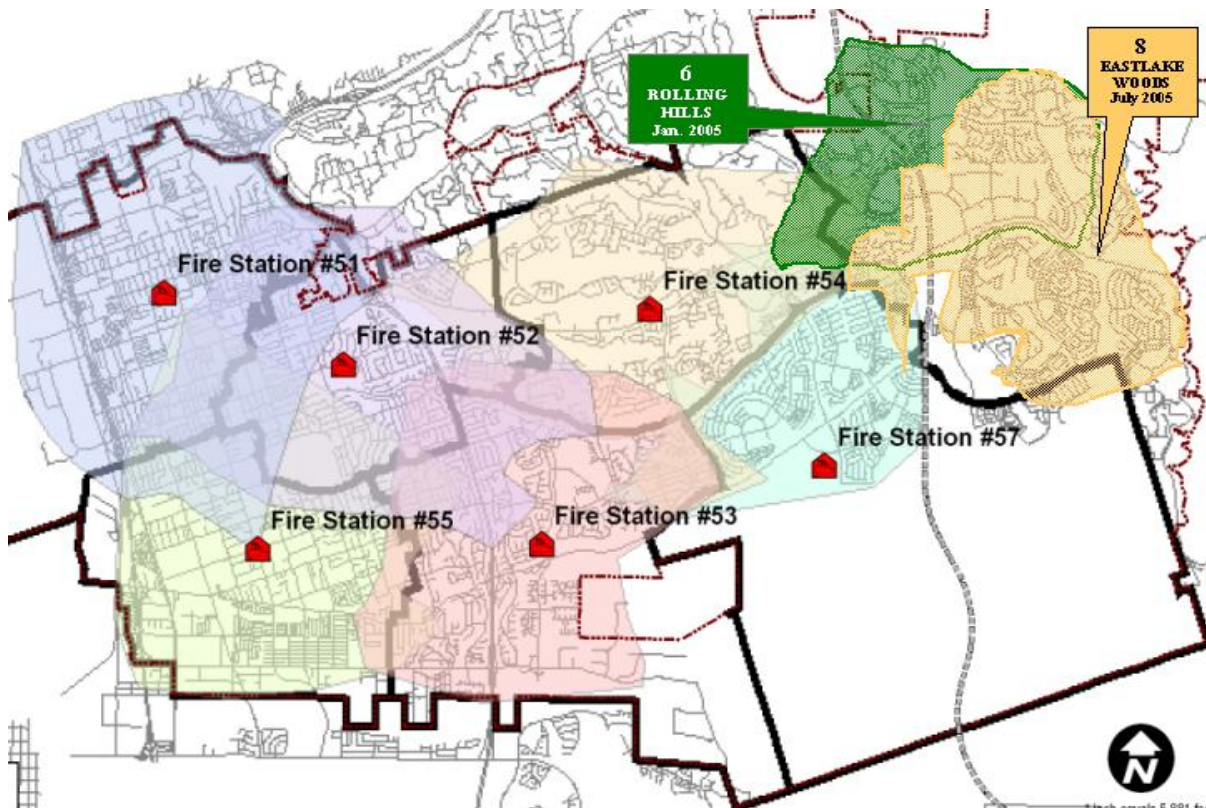 6
ROLLING
HILLS
Jan. 2005
8
EASTLAKE
WOODS
July 2005
Fire Station #51
Fire Station #54
Fire Station #52
Fire Station #57
Fire Station #55
Fire Station #53
N